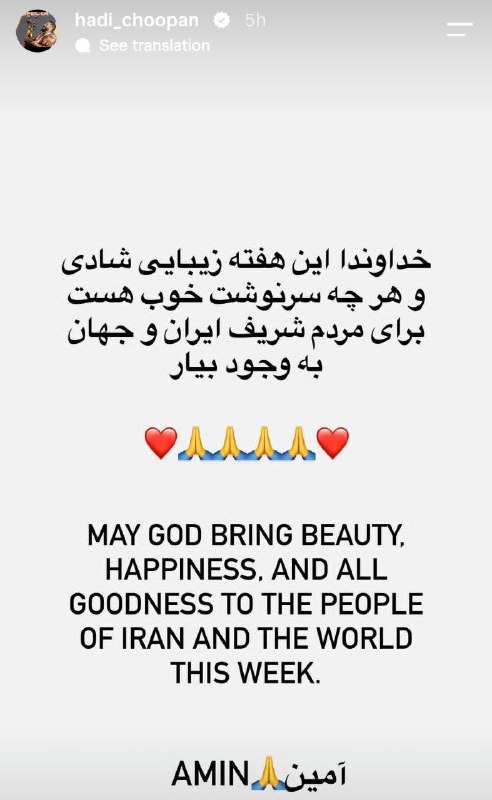 hadi_choopan 5h
See translation
خداوندا این هفته زیبایی شادی
و هر چه سرنوشت خوب هست
برای مردم شریف ایران و جهان
به وجود بیار
❤️🙏🙏🙏🙏❤️
MAY GOD BRING BEAUTY,
HAPPINESS, AND ALL
GOODNESS TO THE PEOPLE
OF IRAN AND THE WORLD
THIS WEEK.
AMIN🙏آمین